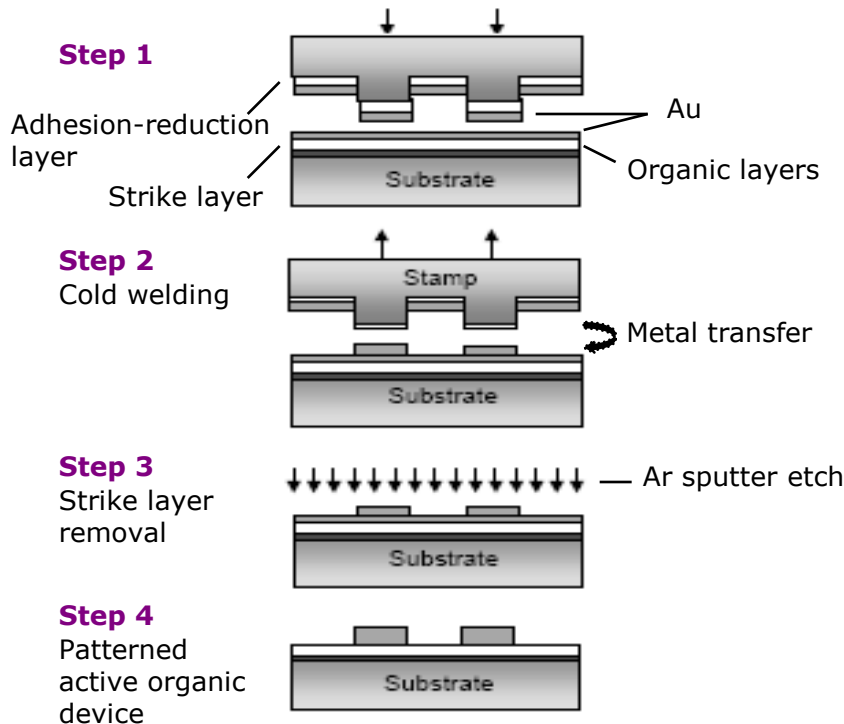 Step 1
Adhesion-reduction
layer
Strike layer
Au
Organic layers
Substrate
Step 2
Cold welding
Stamp
Metal transfer
Substrate
Step 3
Strike layer
removal
Ar sputter etch
Substrate
Step 4
Patterned
active organic
device
Substrate